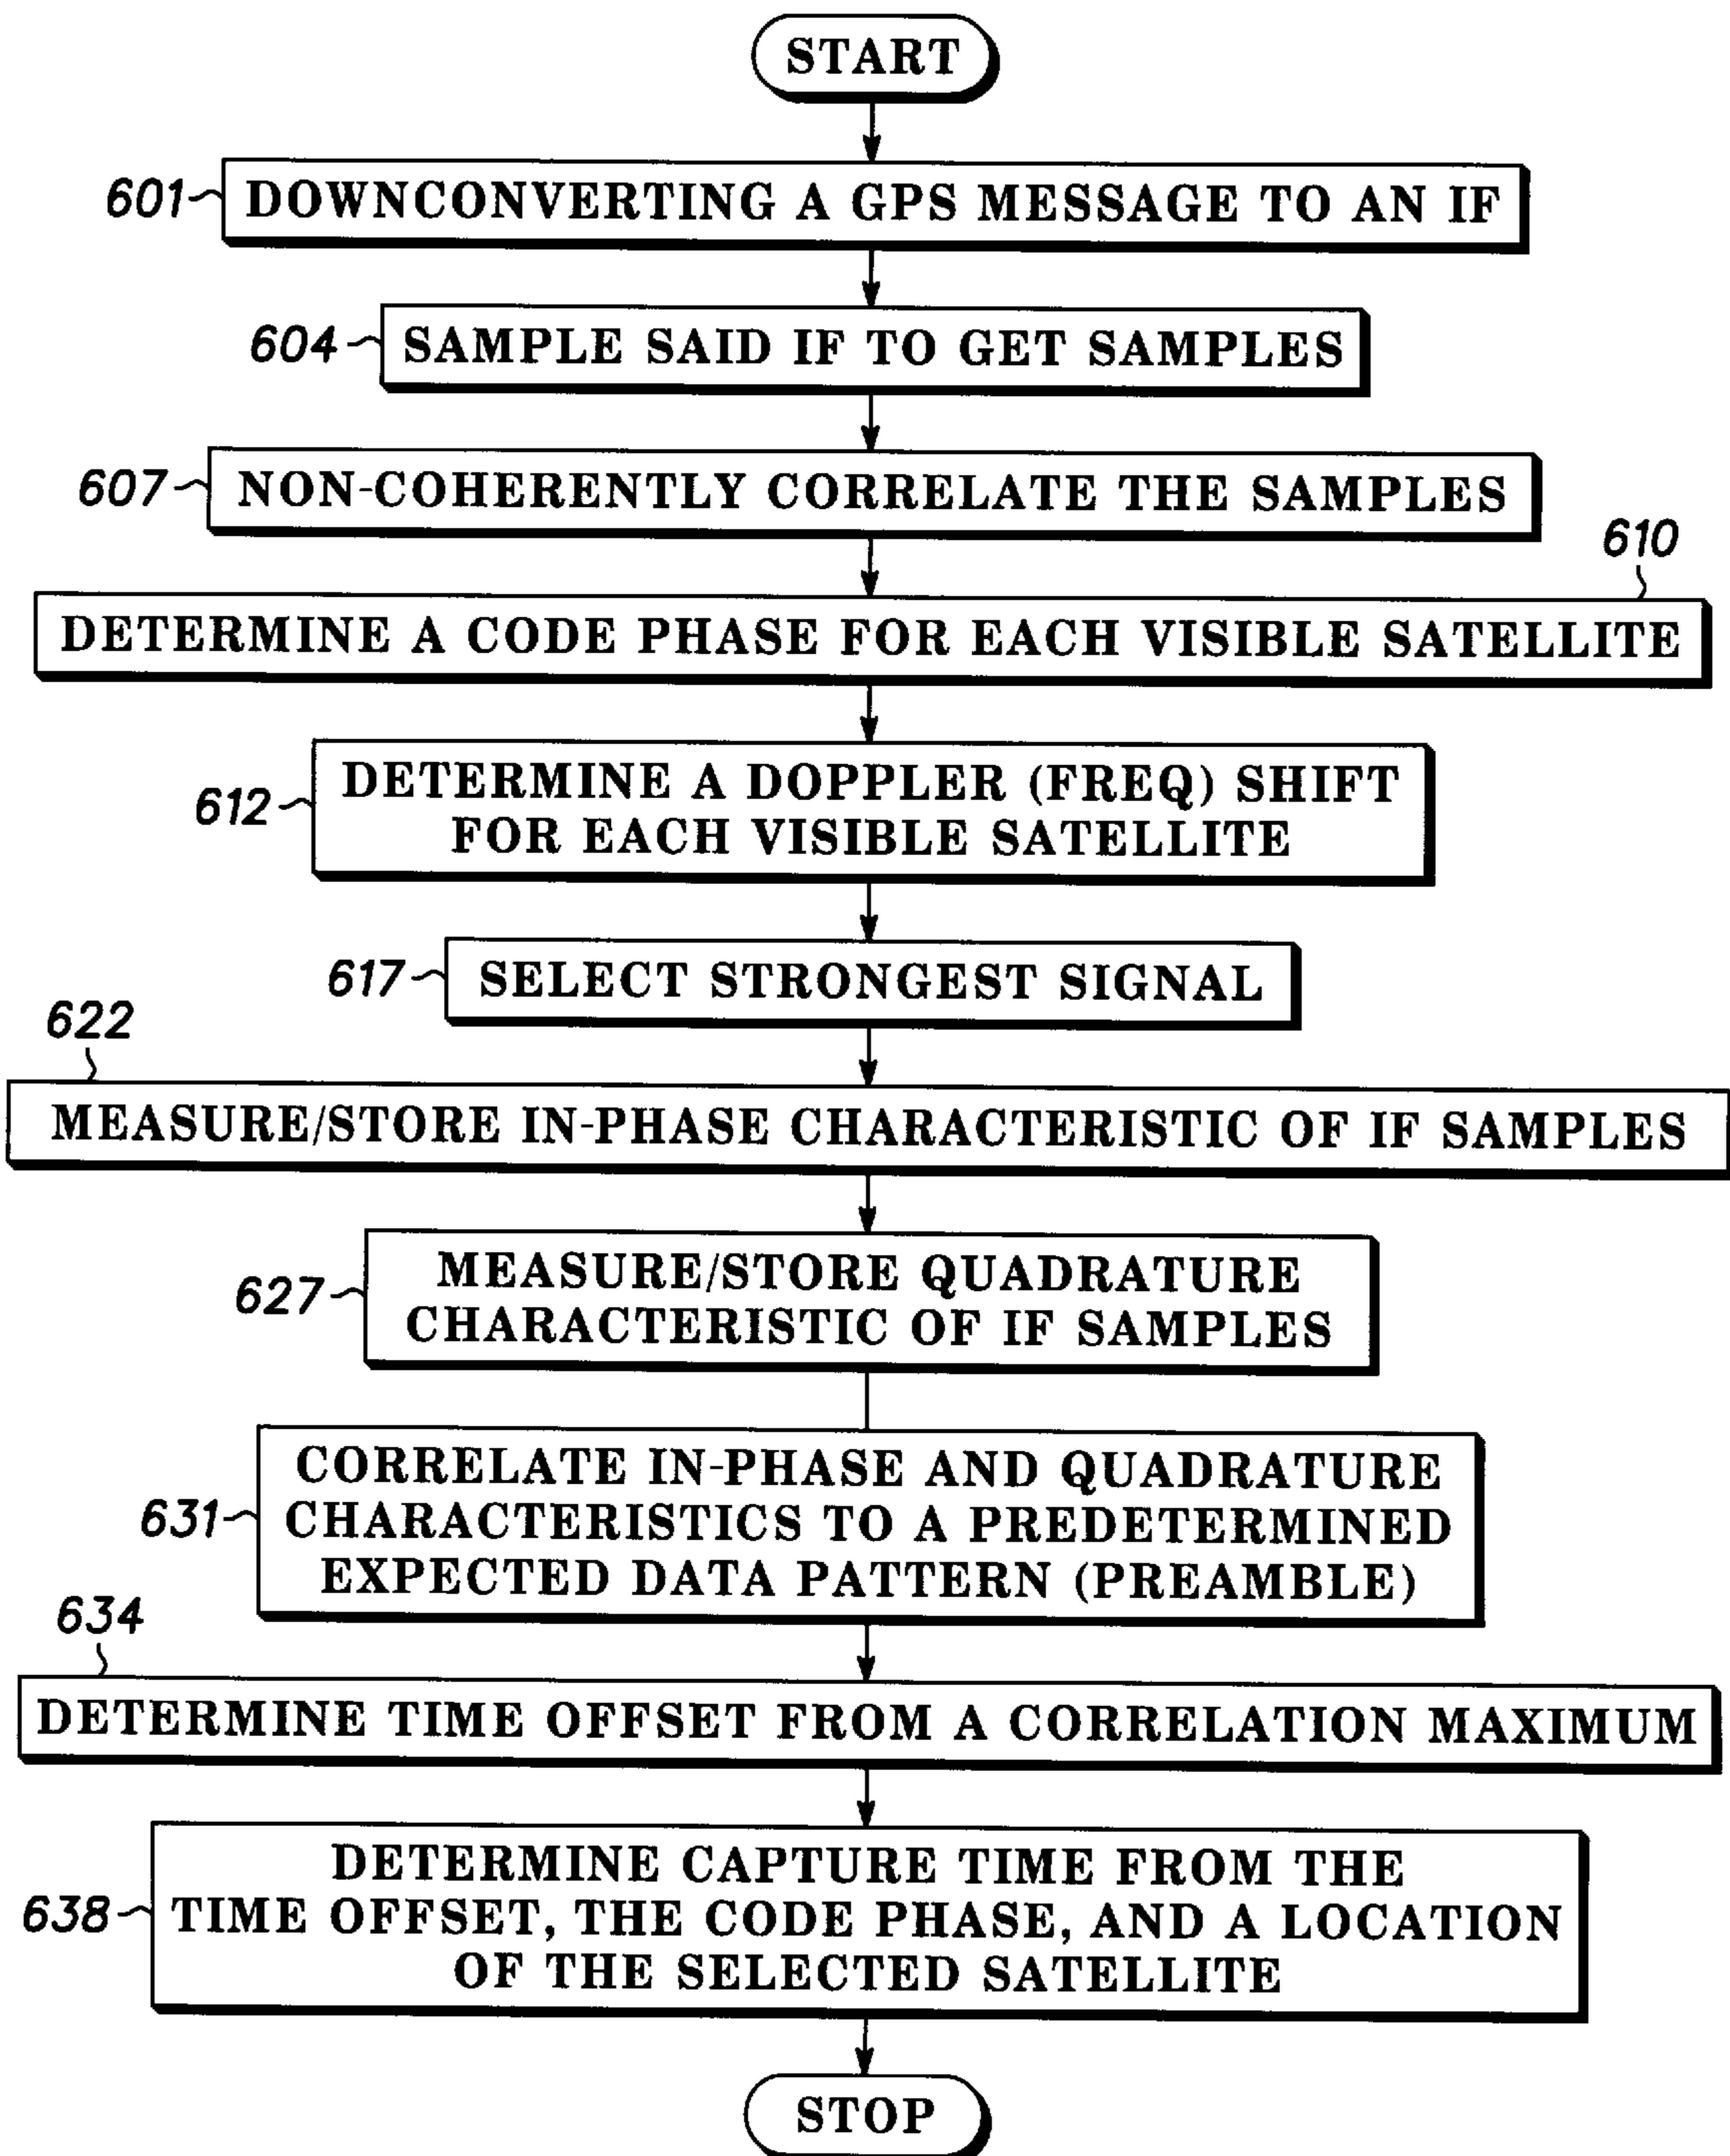 START
601
DOWNCONVERTING A GPS MESSAGE TO AN IF
604
SAMPLE SAID IF TO GET SAMPLES
607
NON-COHERENTLY CORRELATE THE SAMPLES
610
DETERMINE A CODE PHASE FOR EACH VISIBLE SATELLITE
612
DETERMINE A DOPPLER (FREQ) SHIFT
FOR EACH VISIBLE SATELLITE
617
SELECT STRONGEST SIGNAL
622
MEASURE/STORE IN-PHASE CHARACTERISTIC OF IF SAMPLES
627
MEASURE/STORE QUADRATURE
CHARACTERISTIC OF IF SAMPLES
631
CORRELATE IN-PHASE AND QUADRATURE
CHARACTERISTICS TO A PREDETERMINED
EXPECTED DATA PATTERN (PREAMBLE)
634
DETERMINE TIME OFFSET FROM A CORRELATION MAXIMUM
638
DETERMINE CAPTURE TIME FROM THE
TIME OFFSET, THE CODE PHASE, AND A LOCATION
OF THE SELECTED SATELLITE
STOP